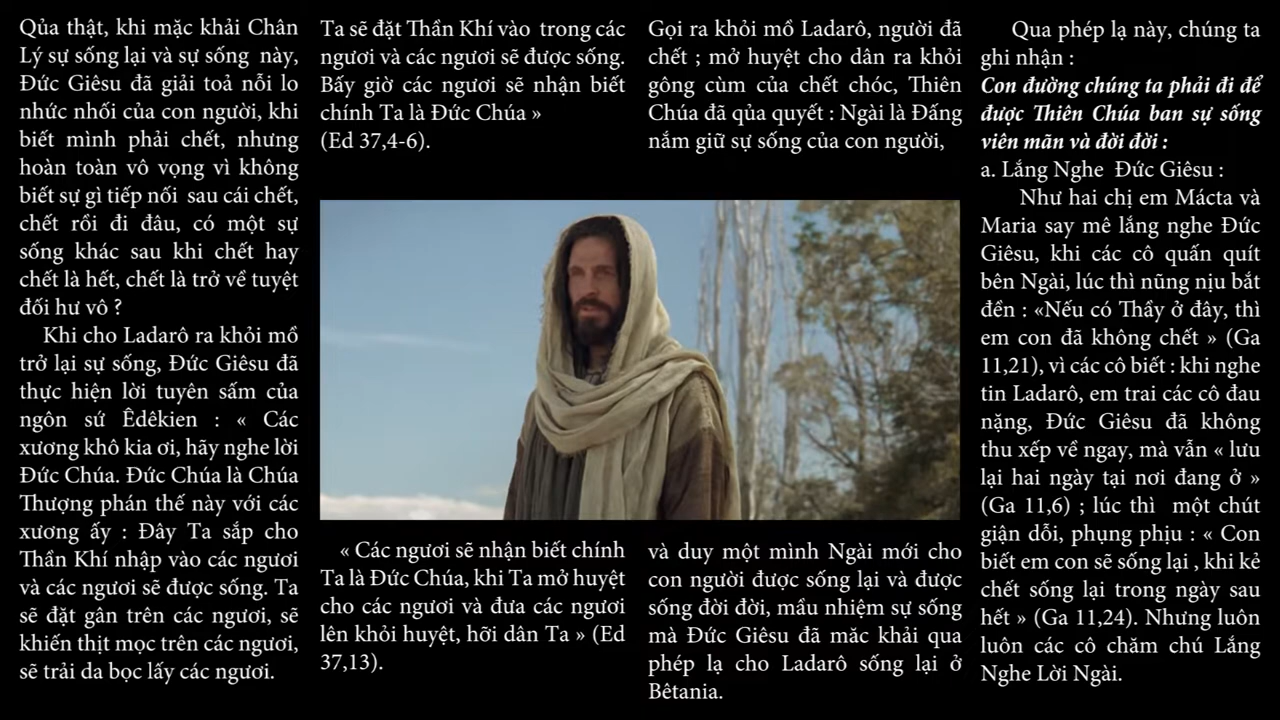 Qủa thật, khi mặc khải Chân
Lý sự sống lại và sự sống này,
Đức Giêsu đã giải toả nỗi lo
nhức nhối của con người, khi
biết mình phải chết, nhưng
hoàn toàn vô vọng vì không
biết sự gì tiếp nối sau cái chết,
chết rồi đi đâu, có một sự
sống khác sau khi chết hay
chết là hết, chết là trở về tuyệt
đối hư vô ?
Khi cho Ladarô ra khỏi mồ
trở lại sự sống, Đức Giêsu đã
thực hiện lời tuyên sấm của
ngôn sứ Êdêkien : « Các
xương khô kia ơi, hãy nghe lời
Đức Chúa. Đức Chúa là Chúa
Thượng phán thế này với các
xương ấy : Đây Ta sắp cho
Thần Khí nhập vào các ngươi
và các ngươi sẽ được sống. Ta
sẽ đặt gân trên các ngươi, sẽ
khiến thịt mọc trên các ngươi,
sẽ trải da bọc lấy các ngươi.
Ta sẽ đặt Thần Khí vào trong các
ngươi và các ngươi sẽ được sống.
Bấy giờ các ngươi sẽ nhận biết
chính Ta là Đức Chúa »
(Ed 37,4-6).
« Các ngươi sẽ nhận biết chính
Ta là Đức Chúa, khi Ta mở huyệt
cho các ngươi và đưa các ngươi
lên khỏi huyệt, hỡi dân Ta » (Ed
37,13).
Gọi ra khỏi mồ Ladarô, người đã
chết ; mở huyệt cho dân ra khỏi
gông cùm của chết chóc, Thiên
Chúa đã qủa quyết : Ngài là Đấng
nắm giữ sự sống của con người,
và duy một mình Ngài mới cho
con người được sống lại và được
sống đời đời, mầu nhiệm sự sống
mà Đức Giêsu đã măc khải qua
phép lạ cho Ladarô sống lại ở
Bêtania.
Qua phép lạ này, chúng ta
ghi nhận :
Con đường chúng ta phải đi để
được Thiên Chúa ban sự sống
viên mãn và đời đời :
a. Lắng Nghe Đức Giêsu :
Như hai chị em Mácta và
Maria say mê lắng nghe Đức
Giêsu, khi các cô quấn quít
bên Ngài, lúc thì nũng nịu bắt
đền : «Nếu có Thầy ở đây, thì
em con đã không chết » (Ga
11,21), vì các cô biết : khi nghe
tin Ladarô, em trai các cô đau
nặng, Đức Giêsu đã không
thu xếp về ngay, mà vẫn « lưu
lại hai ngày tại nơi đang ở »
(Ga 11,6) ; lúc thì một chút
giận dỗi, phụng phịu : « Con
biết em con sẽ sống lại , khi kẻ
chết sống lại trong ngày sau
hết » (Ga 11,24). Nhưng luôn
luôn các cô chăm chú Lắng
Nghe Lời Ngài.